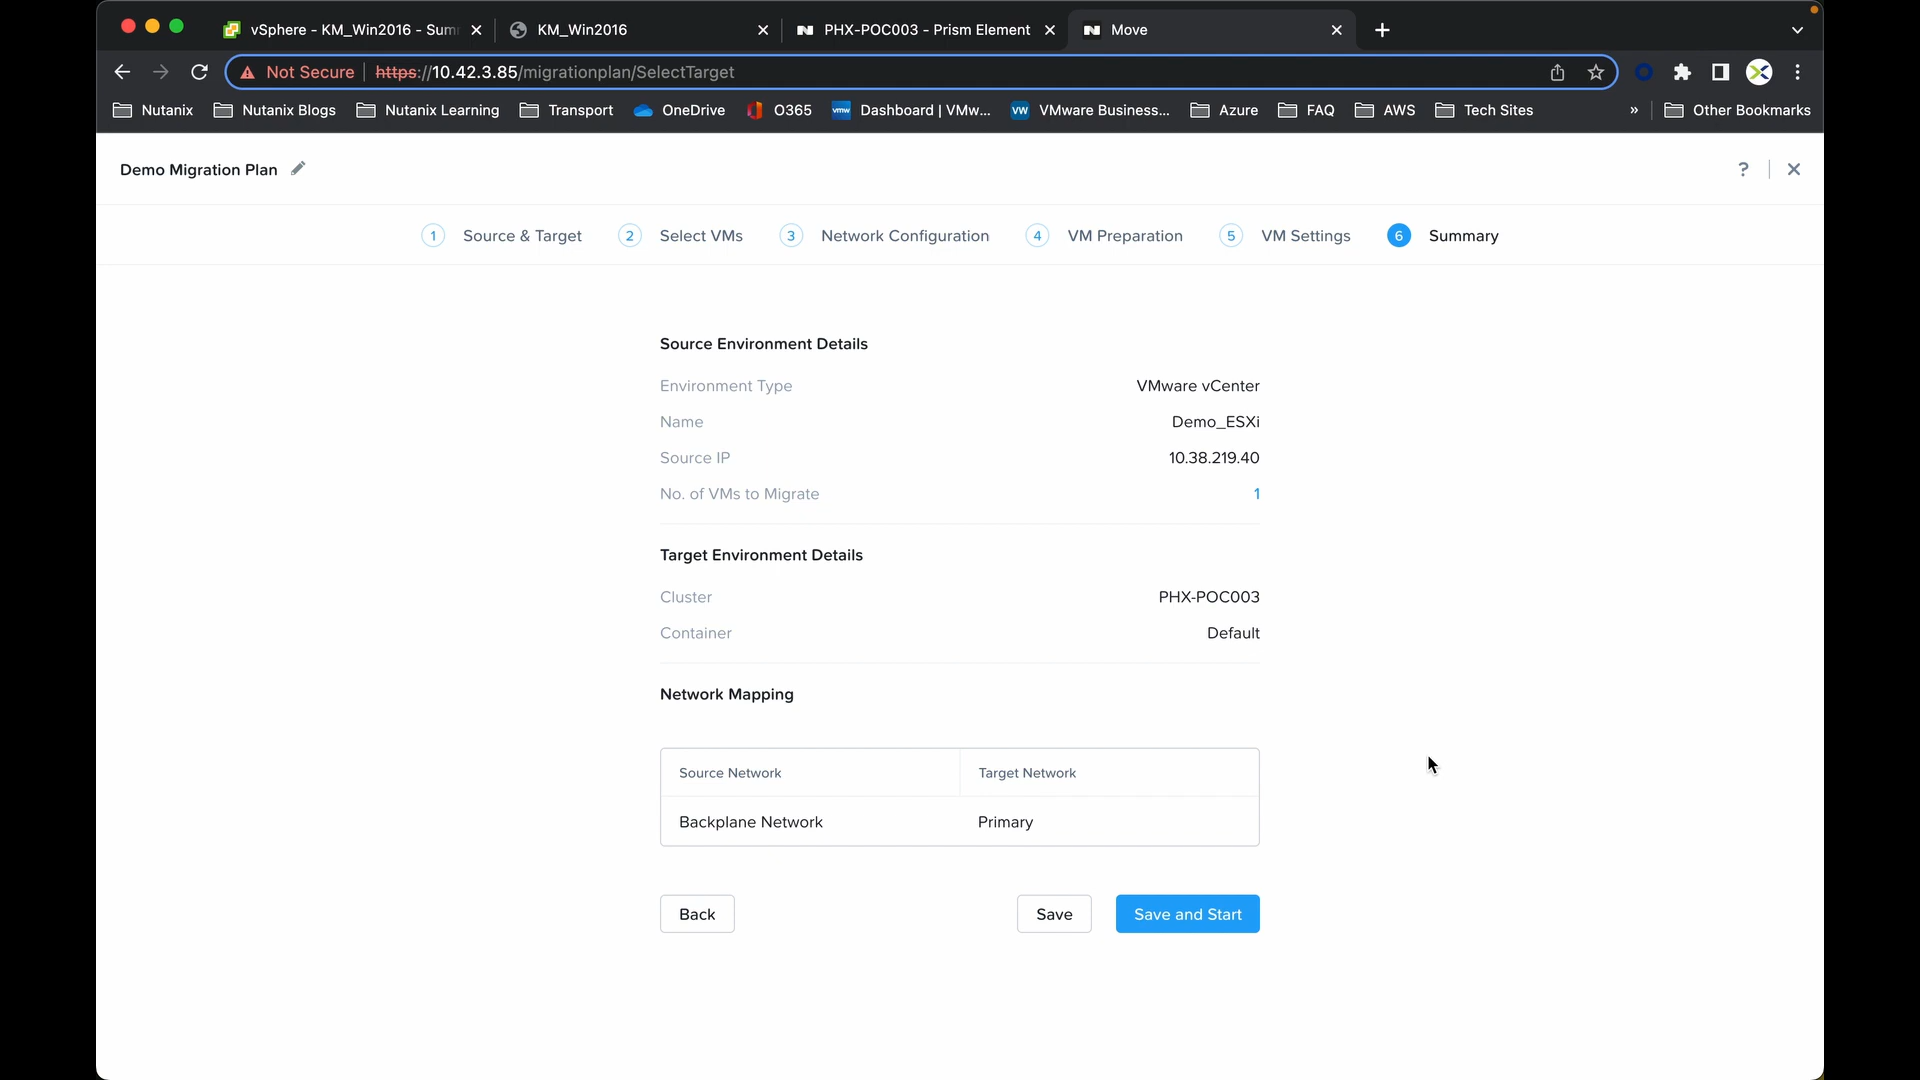 vSphere - KM_Win2016 - Sum
KM_Win2016
PHX-POC003 - Prism Element
Move
Not Secure https://10.42.3.85/migrationplan/SelectTarget
Nutanix Nutanix Blogs Nutanix Learning Transport OneDrive O365 vmw Dashboard | VMw... VW VMware Business... Azure FAQ AWS Tech Sites » Other Bookmarks
Demo Migration Plan ?
1 Source & Target 2 Select VMs 3 Network Configuration 4 VM Preparation 5 VM Settings 6 Summary
Source Environment Details
Environment Type VMware vCenter
Name Demo_ESXi
Source IP 10.38.219.40
No. of VMs to Migrate 1
Target Environment Details
Cluster PHX-POC003
Container Default
Network Mapping
Source Network Target Network
Backplane Network Primary
Back Save Save and Start